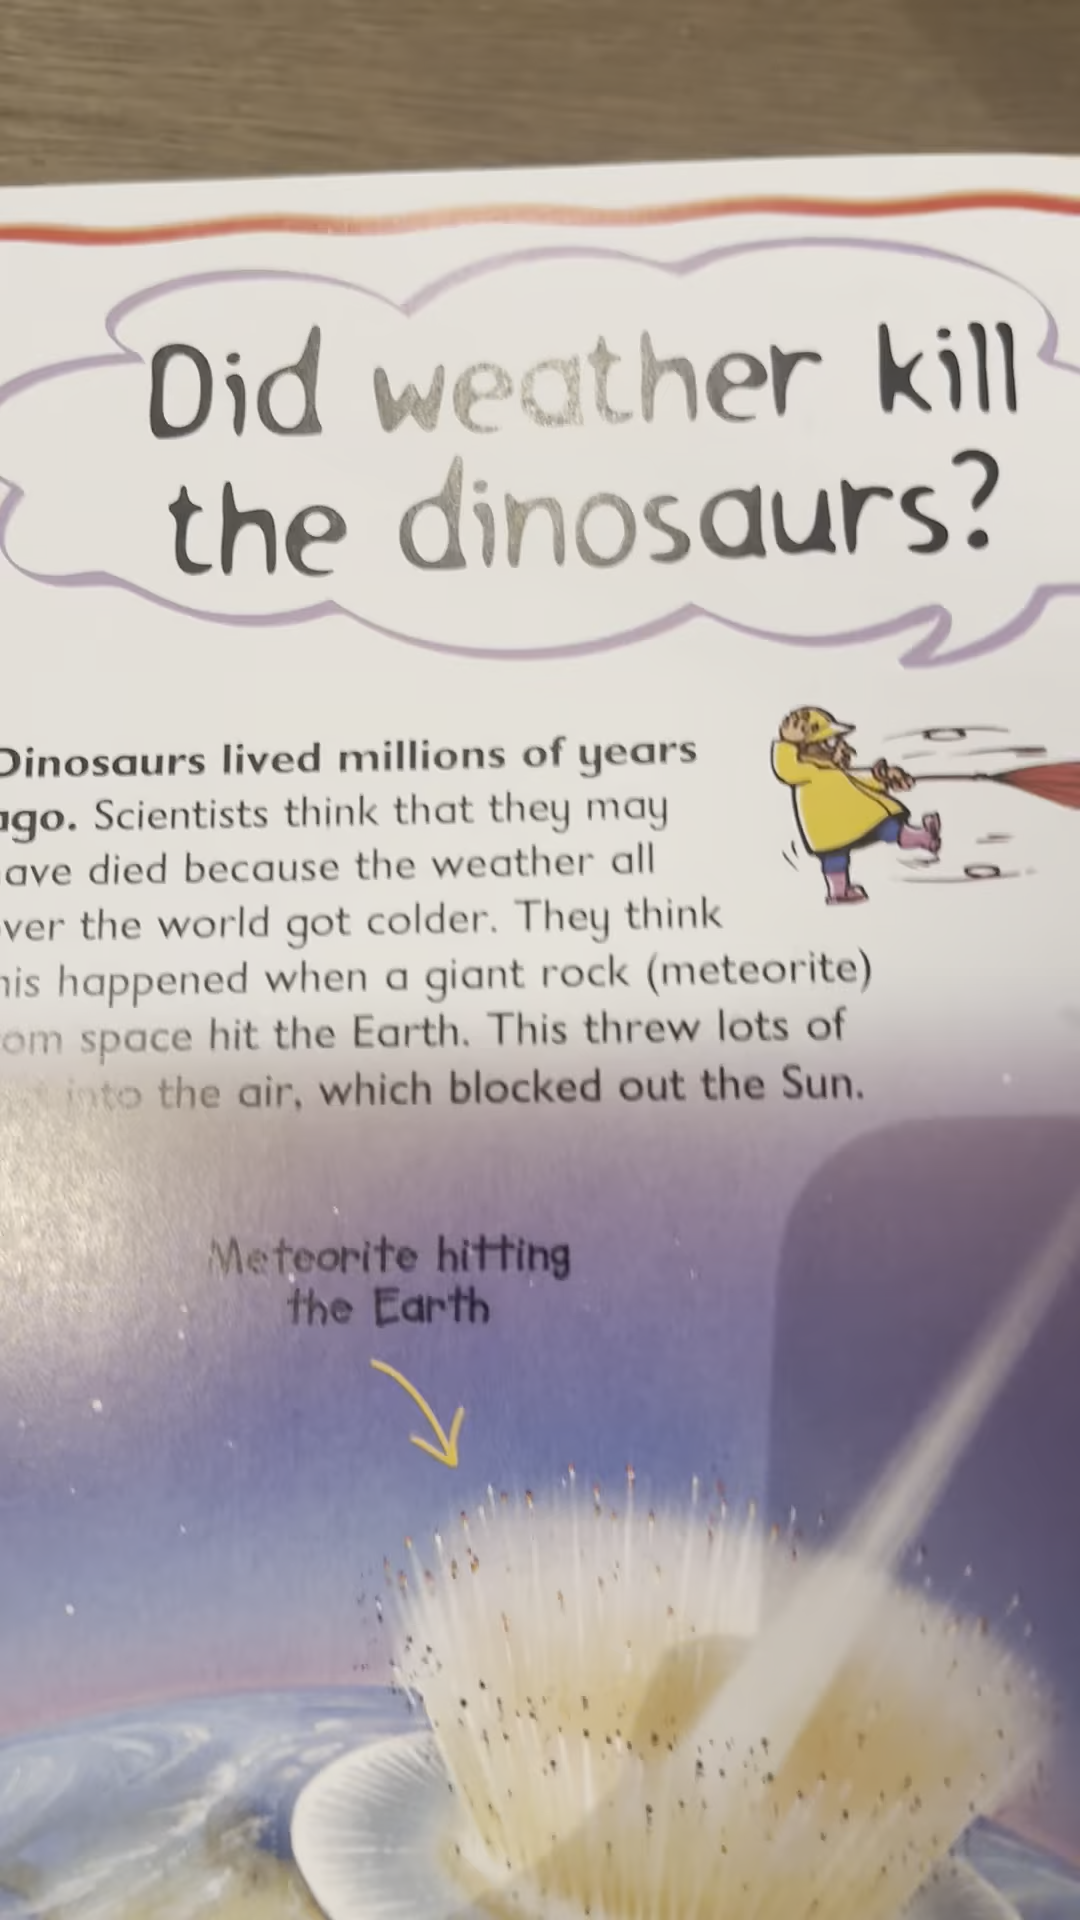 Did weather kill
the dinosaurs?
Dinosaurs lived millions of years
ago. Scientists think that they may
ave died because the weather all
ver the world got colder. They think
his happened when a giant rock (meteorite)
om space hit the Earth. This threw lots of
into the air, which blocked out the Sun.
Meteorite hitting
the Earth